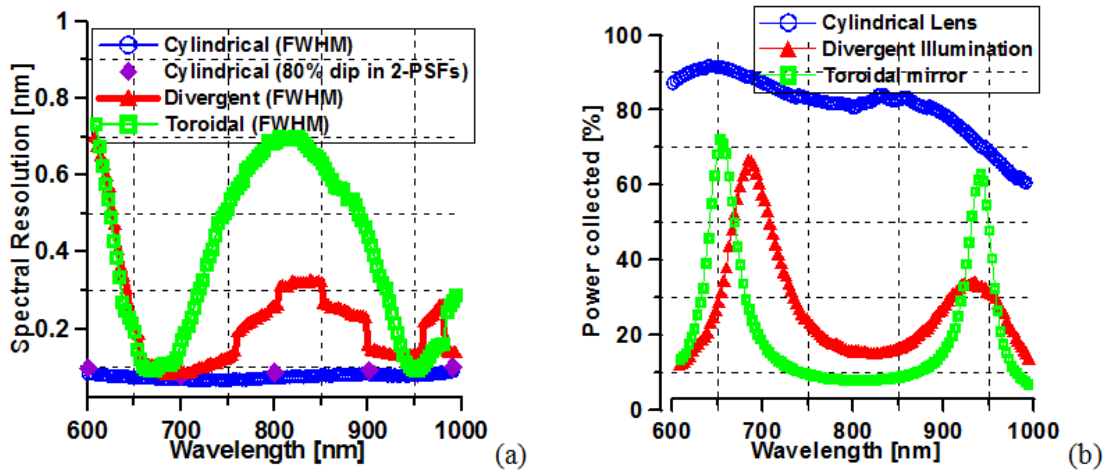 1
0.8
0.6
0.4
0.2
Spectral Resolution [nm]
Cylindrical (FWHM)
Cylindrical (80% dip in 2-PSFs)
Divergent (FWHM)
Toroidal (FWHM)
600 700 800 900 1000
Wavelength [nm]
(a)
100
80
60
40
20
0
Power collected [%]
Cylindrical Lens
Divergent Illumination
Toroidal mirror
600 700 800 900 1000
Wavelength [nm]
(b)